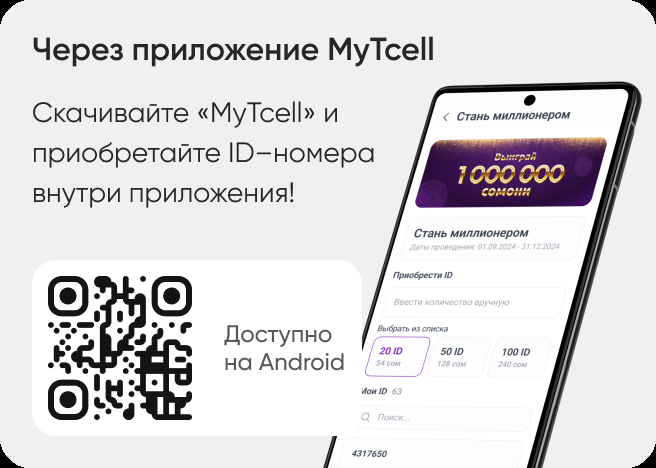 Через приложение MyTcell
Скачивайте «MyTcell» и
приобретайте ID–номера
внутри приложения!
Доступно
на Android
Стань миллионером
Выиграй
1 000 000
СОМОНИ
Стань миллионером
Даты проведения: 01.09.2024 - 31.12.2024
Приобрести ID
Ввести количество вручную
Выбрать из списка
20 ID
54 сом
50 ID
128 сом
100 ID
240 сом
Мои ID 63
Поиск...
4317650